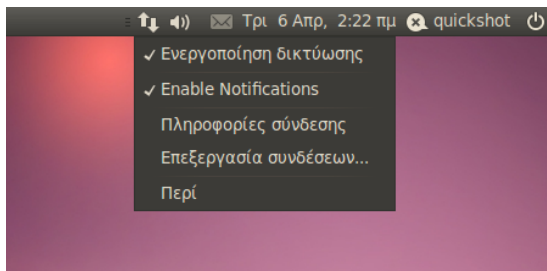 Τρι 6 Απρ, 2:22 πμ quickshot
Ενεργοποίηση δικτύωσης
Enable Notifications
Πληροφορίες σύνδεσης
Επεξεργασία συνδέσεων...
Περί